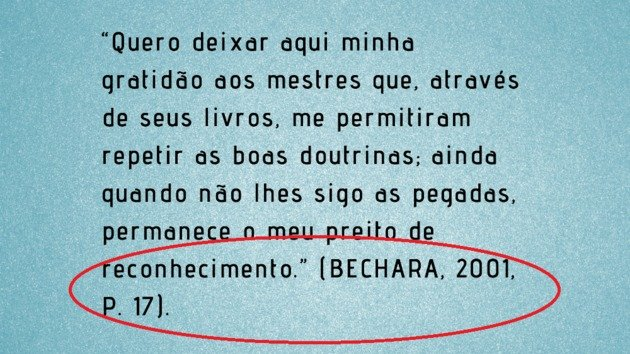 “Quero deixar aqui minha
gratidão aos mestres que, através
de seus livros, me permitiram
repetir as boas doutrinas; ainda
quando não lhes sigo as pegadas,
permanece o meu preito de
reconhecimento.” (BECHARA, 2001,
P. 17).